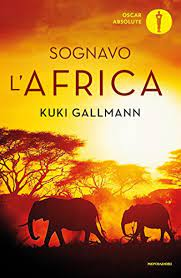 OSCAR
ABSOLUTE
SOGNAVO
L'AFRICA
KUKI GALLMANN
MONDADORI